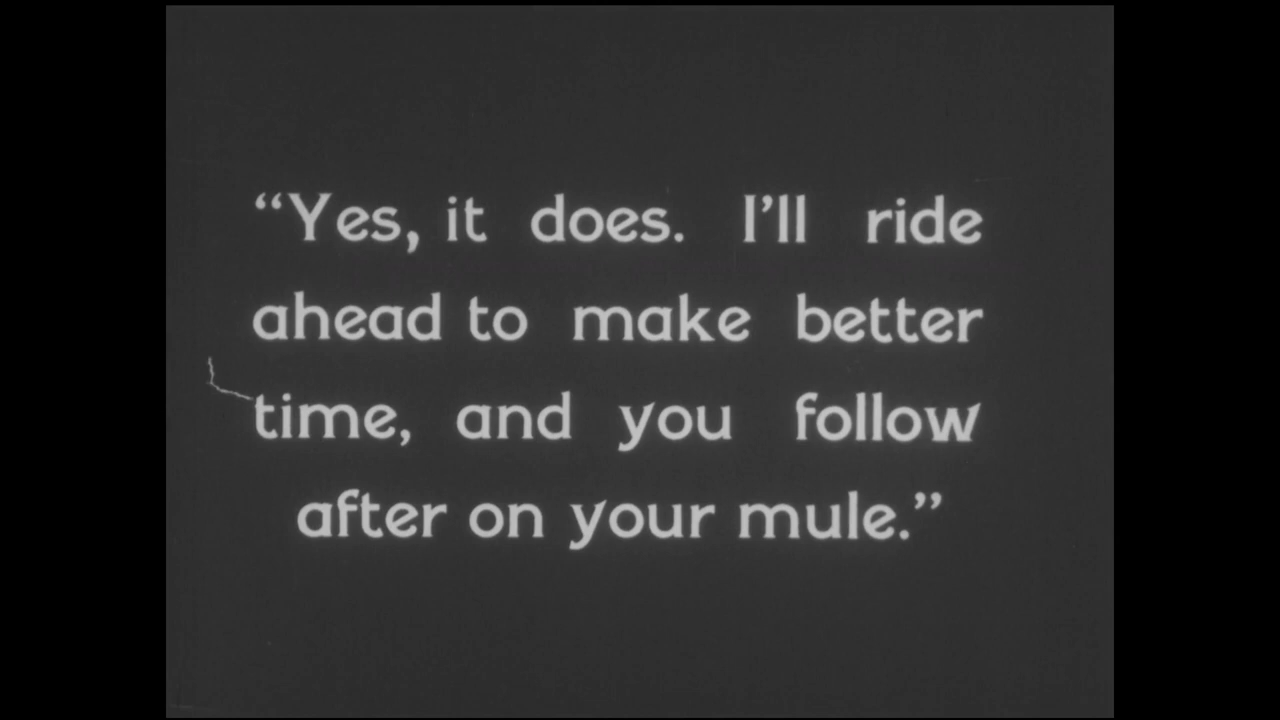 “Yes, it does. I’ll ride
ahead to make better
time, and you follow
after on your mule.”